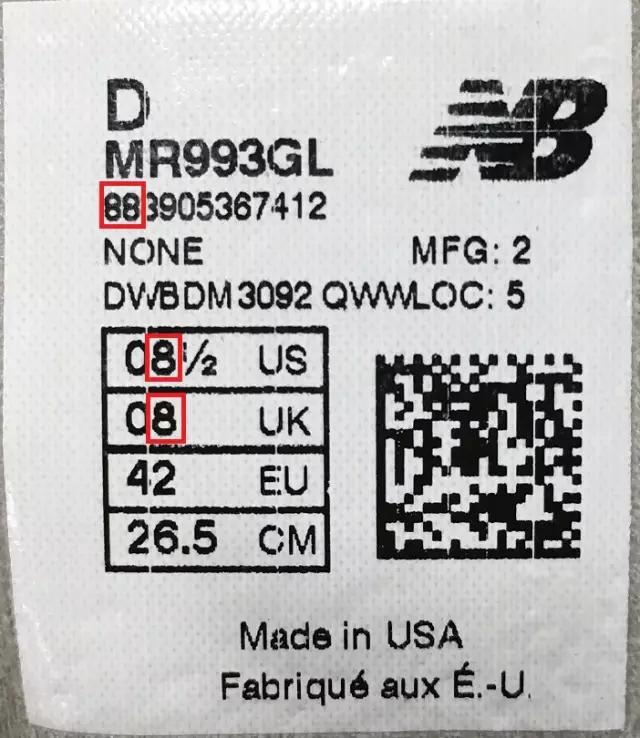 D
NB
MR993GL
883905367412
NONE MFG: 2
DWBDM3092 QWWLOC: 5
08½ US
08 UK
42 EU
26.5 CM
Made in USA
Fabriqué aux É.-U.